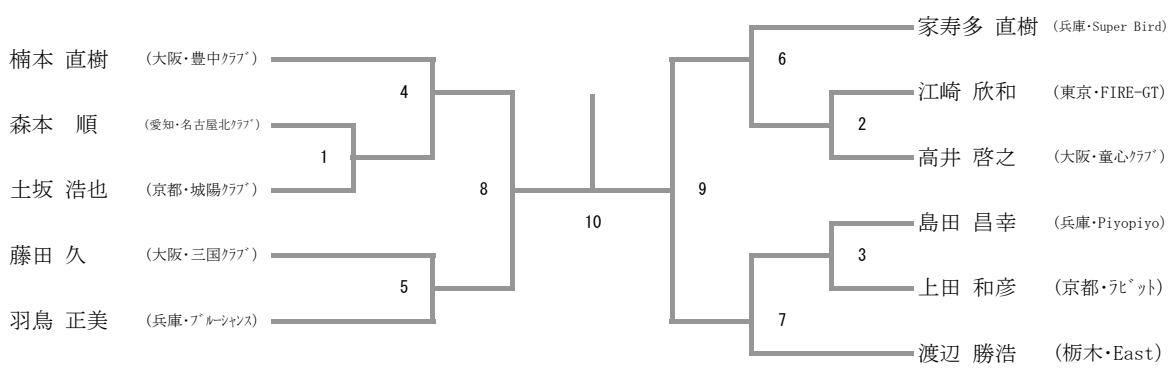 楠本 直樹 (大阪・豊中ｸﾗﾌﾞ)
森本 順 (愛知・名古屋北ｸﾗﾌﾞ)
土坂 浩也 (京都・城陽ｸﾗﾌﾞ)
藤田 久 (大阪・三国ｸﾗﾌﾞ)
羽鳥 正美 (兵庫・ﾌﾞﾙｰｼｬﾝｽ)
4
1
5
8
10
9
6
2
3
7
家寿多 直樹 (兵庫・Super Bird)
江崎 欣和 (東京・FIRE-GT)
高井 啓之 (大阪・童心ｸﾗﾌﾞ)
島田 昌幸 (兵庫・Piyopiyo)
上田 和彦 (京都・ﾗﾋﾞｯﾄ)
渡辺 勝浩 (栃木・East)